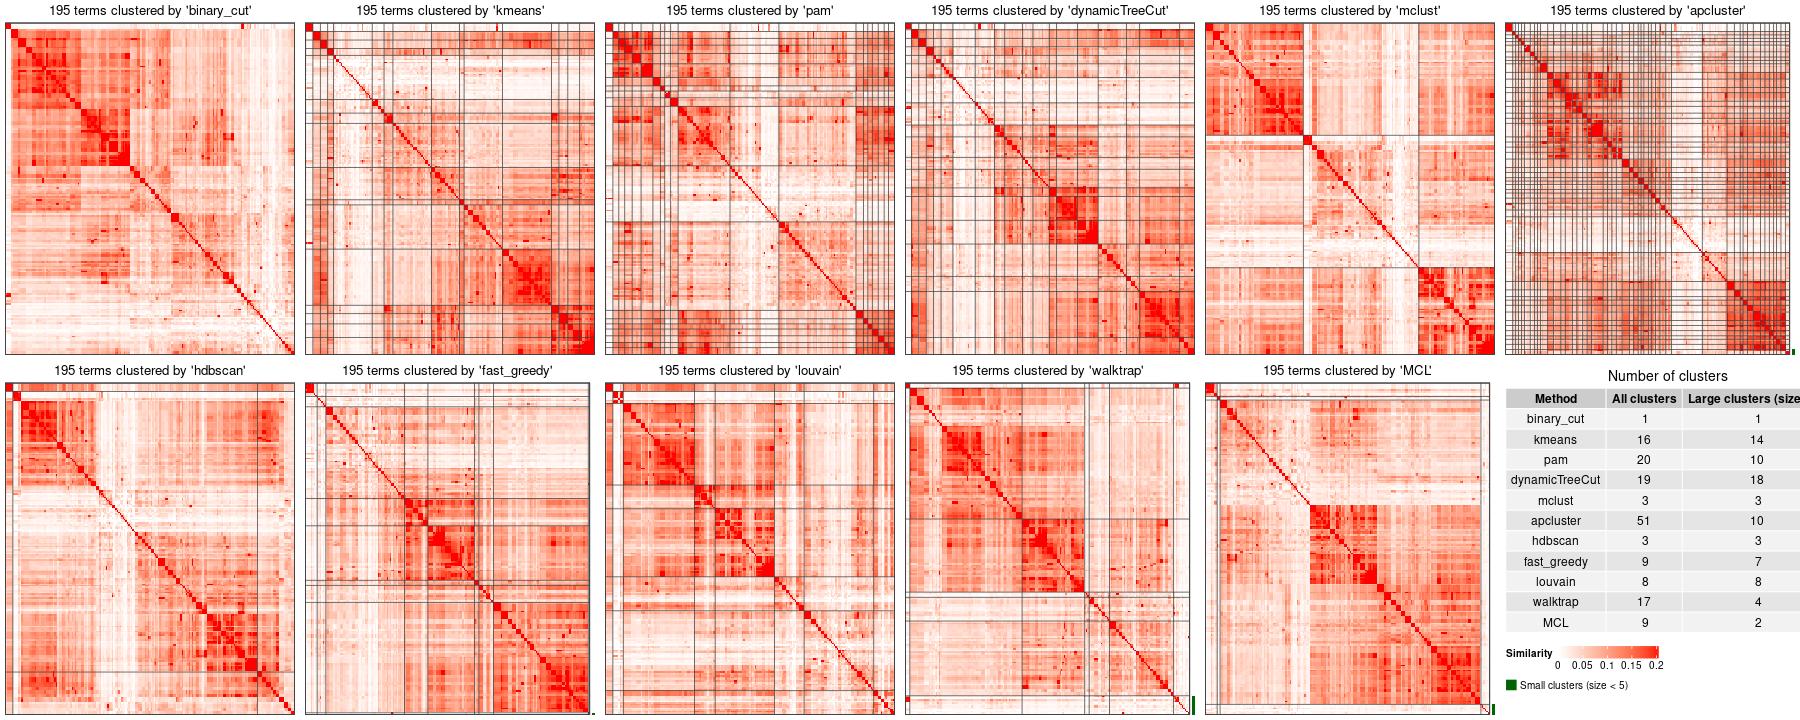 195 terms clustered by 'binary_cut'
195 terms clustered by 'kmeans'
195 terms clustered by 'pam'
195 terms clustered by 'dynamicTreeCut'
195 terms clustered by 'mclust'
195 terms clustered by 'apcluster'
195 terms clustered by 'hdbscan'
195 terms clustered by 'fast_greedy'
195 terms clustered by 'louvain'
195 terms clustered by 'walktrap'
195 terms clustered by 'MCL'
Number of clusters
Method All clusters Large clusters (size
binary_cut 1 1
kmeans 16 14
pam 20 10
dynamicTreeCut 19 18
mclust 3 3
apcluster 51 10
hdbscan 3 3
fast_greedy 9 7
louvain 8 8
walktrap 17 4
MCL 9 2
Similarity
0 0.05 0.1 0.15 0.2
Small clusters (size < 5)